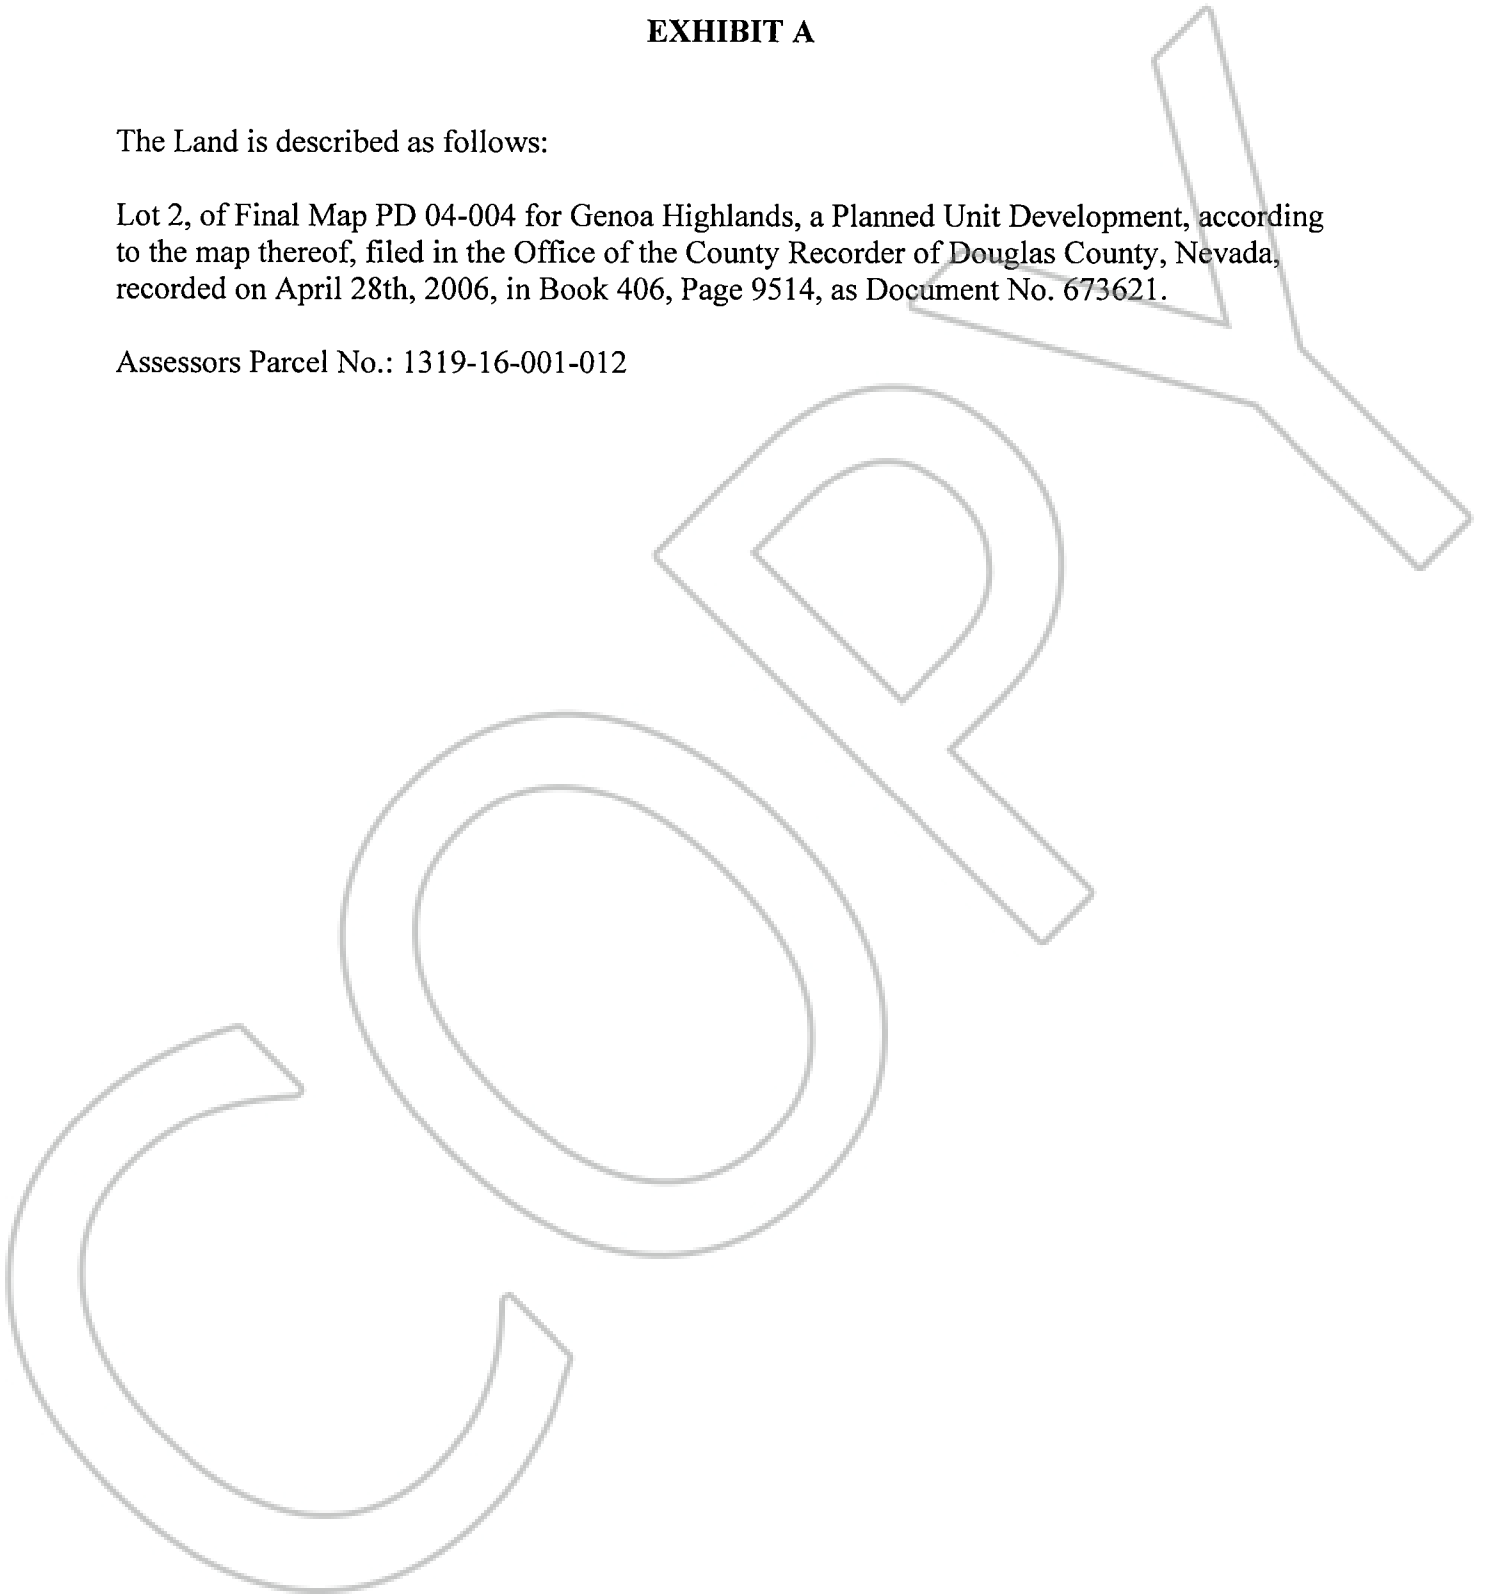 EXHIBIT A
The Land is described as follows:
Lot 2, of Final Map PD 04-004 for Genoa Highlands, a Planned Unit Development, according
to the map thereof, filed in the Office of the County Recorder of Douglas County, Nevada,
recorded on April 28th, 2006, in Book 406, Page 9514, as Document No. 673621.
Assessors Parcel No.: 1319-16-001-012
COPY